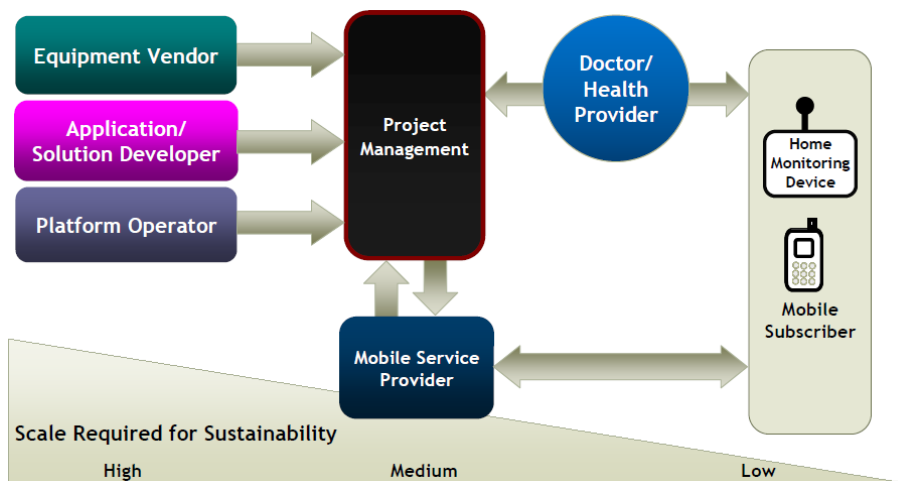 Equipment Vendor
Application/
Solution Developer
Platform Operator
Project
Management
Doctor/
Health
Provider
Home
Monitoring
Device
Mobile
Subscriber
Mobile Service
Provider
Scale Required for Sustainability
High
Medium
Low